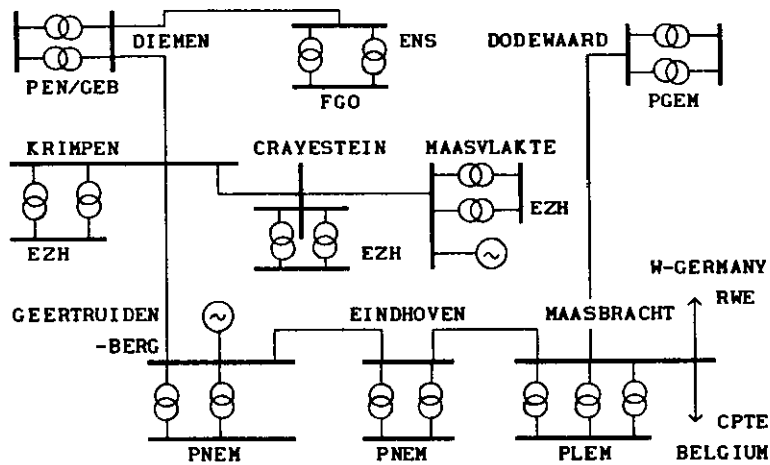 DIEMEN
ENS
DODEWAARD
PEN/GEB
FGO
PGEM
KRIMPEN
CRAYESTEIN
MAASVLAKTE
EZH
EZH
EZH
W-GERMANY
RWE
GEERTRUIDEN
-BERG
EINDHOVEN
MAASBRACHT
CPTE
BELGIUM
PNEM
PNEM
PLEM